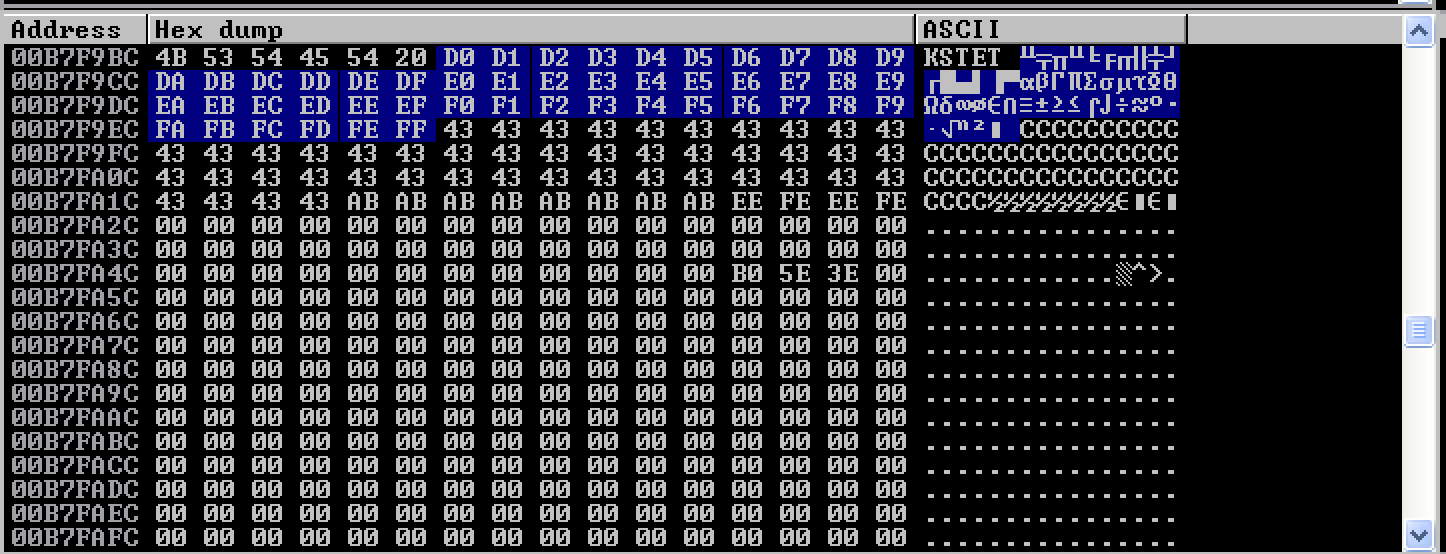 Address Hex dump ASCII
00B7F9BC 4B 53 54 45 54 20 D0 D1 D2 D3 D4 D5 D6 D7 D8 D9 KSTET ╨╤╥╙╘╒╓╫╪┘
00B7F9CC DA DB DC DD DE DF E0 E1 E2 E3 E4 E5 E6 E7 E8 E9 ┌█▄▌▐▀αβΓΠΣσµτΦθ
00B7F9DC EA EB EC ED EE EF F0 F1 F2 F3 F4 F5 F6 F7 F8 F9 Ωδ∞ø∈∩≡±≥≤⌠⌡÷≈°∙
00B7F9EC FA FB FC FD FE FF 43 43 43 43 43 43 43 43 43 43 ·√ⁿ²■ CCCCCCCCCC
00B7F9FC 43 43 43 43 43 43 43 43 43 43 43 43 43 43 43 43 CCCCCCCCCCCCCCCC
00B7FA0C 43 43 43 43 43 43 43 43 43 43 43 43 43 43 43 43 CCCCCCCCCCCCCCCC
00B7FA1C 43 43 43 43 AB AB AB AB AB AB AB AB EE FE EE FE CCCC½½½½½½½½∈■∈■
00B7FA2C 00 00 00 00 00 00 00 00 00 00 00 00 00 00 00 00 ................
00B7FA3C 00 00 00 00 00 00 00 00 00 00 00 00 00 00 00 00 ................
00B7FA4C 00 00 00 00 00 00 00 00 00 00 00 00 B0 5E 3E 00 ............░^>.
00B7FA5C 00 00 00 00 00 00 00 00 00 00 00 00 00 00 00 00 ................
00B7FA6C 00 00 00 00 00 00 00 00 00 00 00 00 00 00 00 00 ................
00B7FA7C 00 00 00 00 00 00 00 00 00 00 00 00 00 00 00 00 ................
00B7FA8C 00 00 00 00 00 00 00 00 00 00 00 00 00 00 00 00 ................
00B7FA9C 00 00 00 00 00 00 00 00 00 00 00 00 00 00 00 00 ................
00B7FAAC 00 00 00 00 00 00 00 00 00 00 00 00 00 00 00 00 ................
00B7FABC 00 00 00 00 00 00 00 00 00 00 00 00 00 00 00 00 ................
00B7FACC 00 00 00 00 00 00 00 00 00 00 00 00 00 00 00 00 ................
00B7FADC 00 00 00 00 00 00 00 00 00 00 00 00 00 00 00 00 ................
00B7FAEC 00 00 00 00 00 00 00 00 00 00 00 00 00 00 00 00 ................
00B7FAFC 00 00 00 00 00 00 00 00 00 00 00 00 00 00 00 00 ................